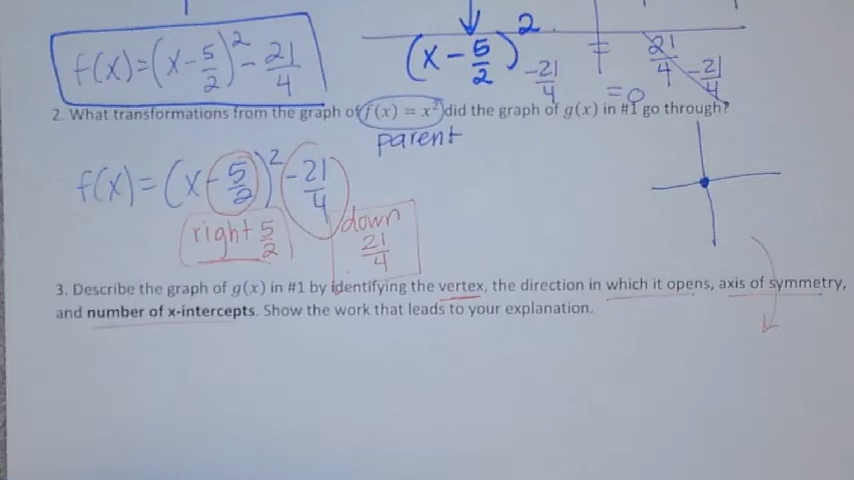 f(x)=(x-5/2)²-21/4
(x-5/2)² -21/4 = 21/4 -21/4
=0
2. What transformations from the graph of f(x) = x² did the graph of g(x) in #1 go through?
parent
f(x)=(x-5/2)²-21/4
right 5/2
down 21/4
3. Describe the graph of g(x) in #1 by identifying the vertex, the direction in which it opens, axis of symmetry,
and number of x-intercepts. Show the work that leads to your explanation.